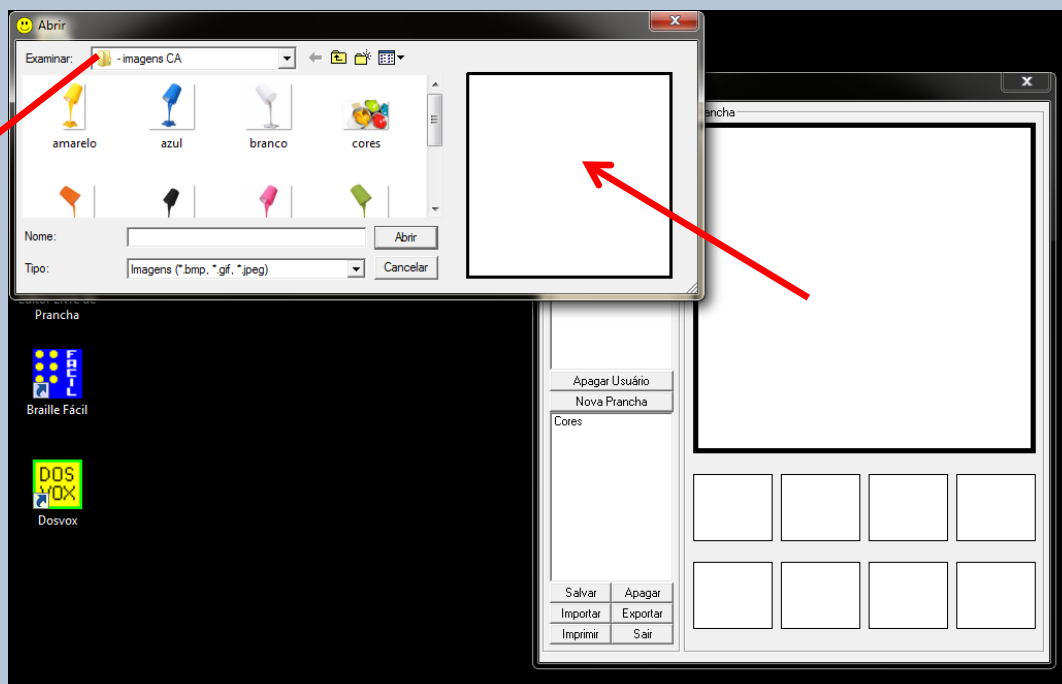 Abrir
Examinar: - imagens CA
amarelo azul branco cores
Nome: Abrir
Tipo: Imagens (*.bmp, *.gif, *.jpeg) Cancelar
Prancha
Braille Fácil
FACIL
DOS
VOX
Dosvox
Apagar Usuário
Nova Prancha
Cores
Salvar Apagar
Importar Exportar
Imprimir Sair